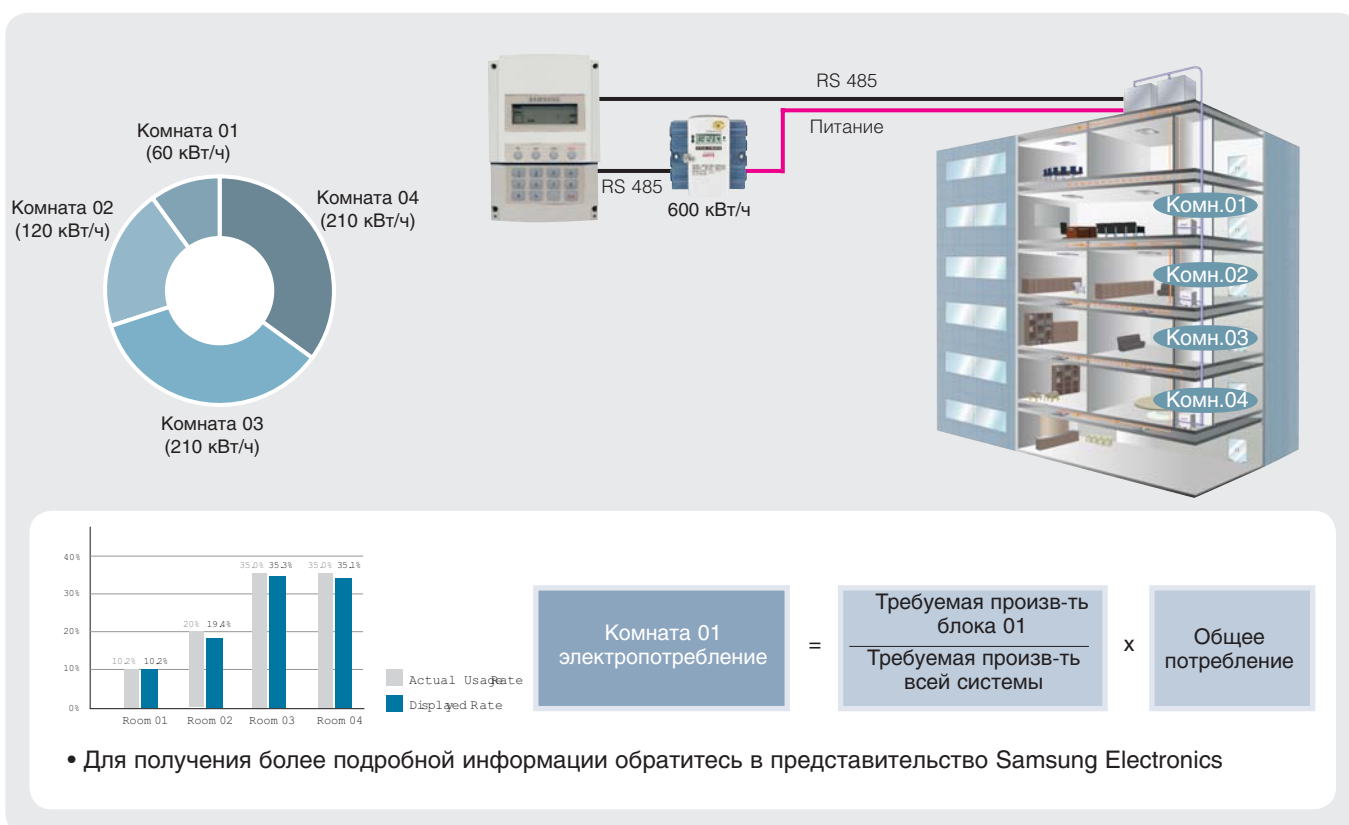 RS 485
Питание
RS 485
600 кВт/ч
Комната 01
(60 кВт/ч)
Комната 02
(120 кВт/ч)
Комната 04
(210 кВт/ч)
Комната 03
(210 кВт/ч)
SAMSUNG
Комн.01
Комн.02
Комн.03
Комн.04
40%
30%
20%
10%
0%
10.2% 10.2%
20% 19.4%
35.0% 35.3%
35.0% 35.1%
Room 01 Room 02 Room 03 Room 04
Actual Usage Rate
Displayed Rate
Комната 01
электропотребление
=
Требуемая произв-ть
блока 01
Требуемая произв-ть
всей системы
x
Общее
потребление
• Для получения более подробной информации обратитесь в представительство Samsung Electronics